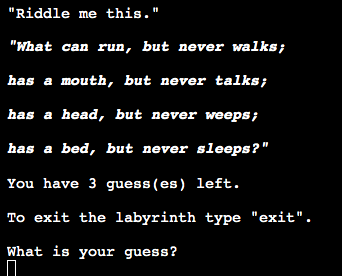 "Riddle me this."
"What can run, but never walks;
has a mouth, but never talks;
has a head, but never weeps;
has a bed, but never sleeps?"
You have 3 guess(es) left.
To exit the labyrinth type "exit".
What is your guess?